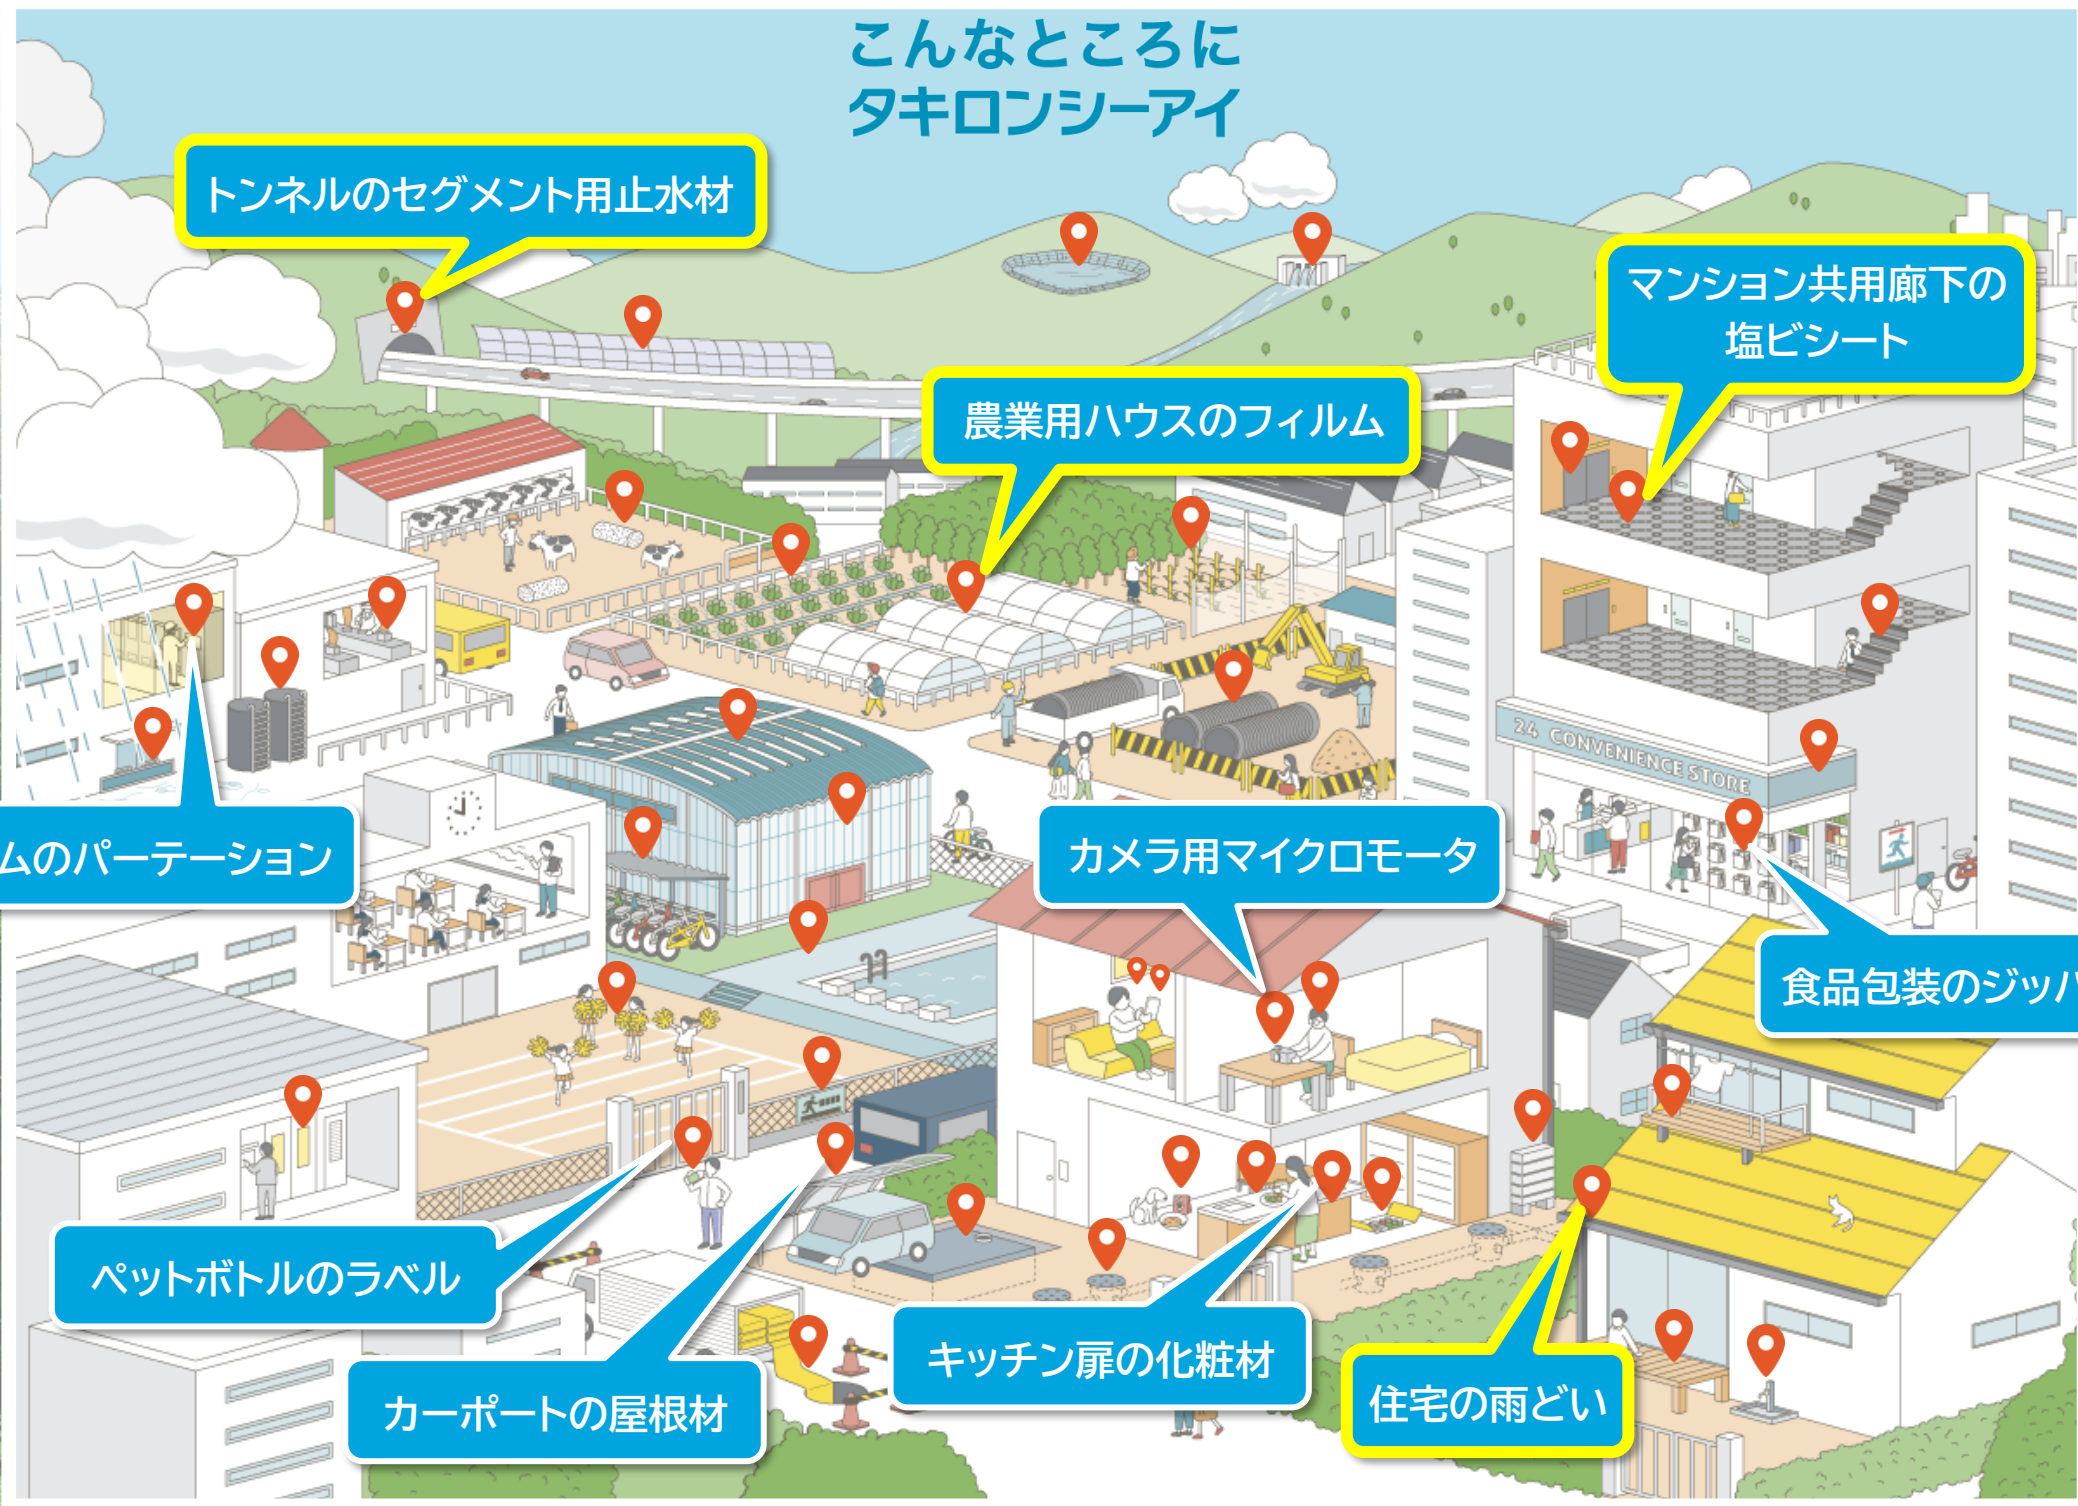 こんなところに
タキロンシーアイ
トンネルのセグメント用止水材
マンション共用廊下の
塩ビシート
農業用ハウスのフィルム
24 CONVENIENCE STORE
ムのパーテーション
カメラ用マイクロモータ
食品包装のジッパ
ペットボトルのラベル
キッチン扉の化粧材
カーポートの屋根材
住宅の雨どい